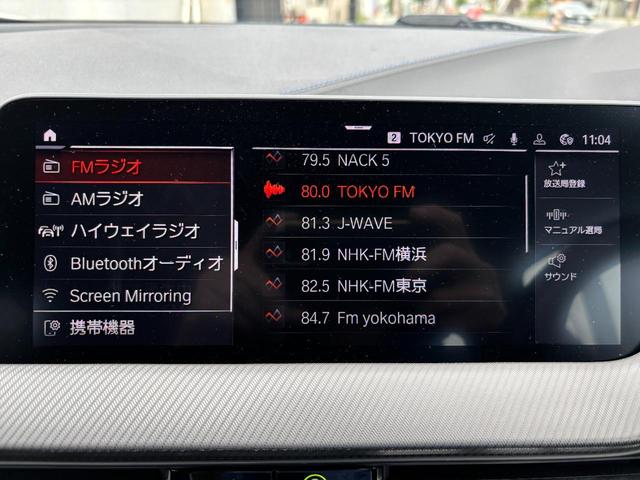 2 TOKYO FM 11:04
FMラジオ
AMラジオ
ハイウェイラジオ
Bluetoothオーディオ
Screen Mirroring
携帯機器
79.5 NACK 5
80.0 TOKYO FM
81.3 J-WAVE
81.9 NHK-FM横浜
82.5 NHK-FM東京
84.7 Fm yokohama
放送局登録
マニュアル選局
サウンド